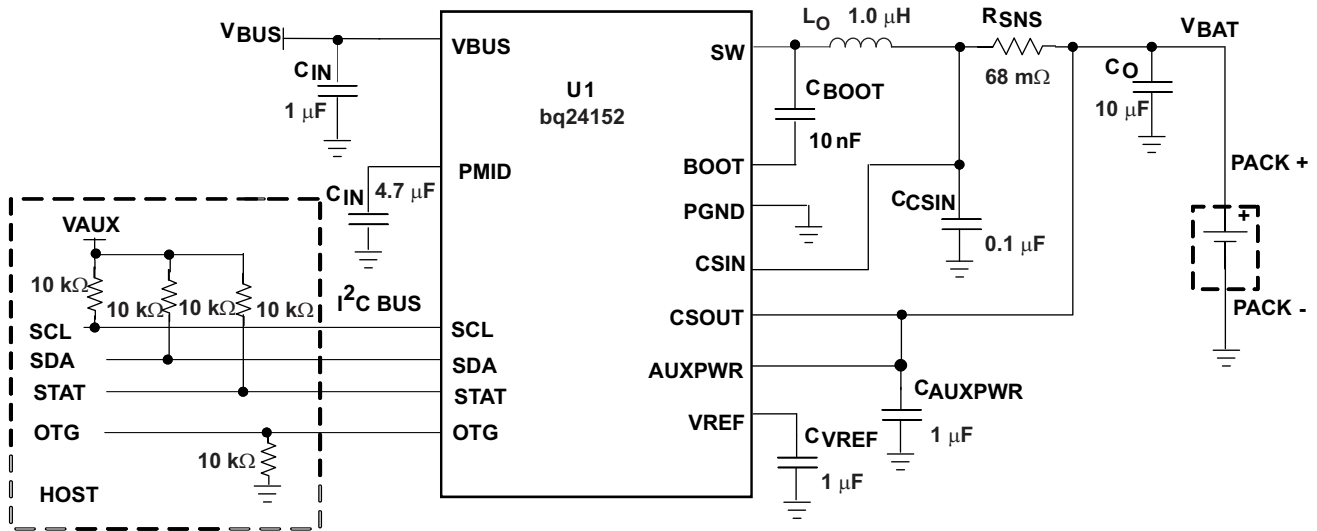 VBUS
CIN
1 μF
VBUS
U1
bq24152
SW
LO 1.0 μH
RSNS
68 mΩ
VBAT
CO
10 μF
CBOOT
10 nF
BOOT
PMID
CIN 4.7 μF
PGND
CCSIN
0.1 μF
CSIN
PACK +
+
PACK -
VAUX
10 kΩ
10 kΩ
10 kΩ
10 kΩ
I2C BUS
SCL
SCL
SDA
SDA
STAT
STAT
OTG
OTG
10 kΩ
HOST
CSOUT
AUXPWR
CAUXPWR
1 μF
VREF
CVREF
1 μF